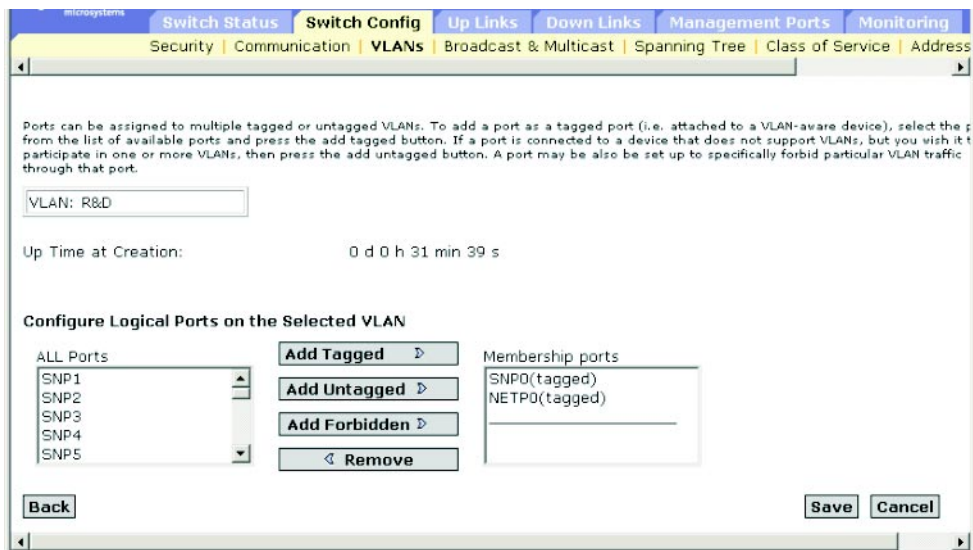 microsystems
Switch Status Switch Config Up Links Down Links Management Ports Monitoring
Security | Communication | VLANs | Broadcast & Multicast | Spanning Tree | Class of Service | Address
Ports can be assigned to multiple tagged or untagged VLANs. To add a port as a tagged port (i.e. attached to a VLAN-aware device), select the
from the list of available ports and press the add tagged button. If a port is connected to a device that does not support VLANs, but you wish it
participate in one or more VLANs, then press the add untagged button. A port may be also be set up to specifically forbid particular VLAN traffic
through that port.
VLAN: R&D
Up Time at Creation: 0 d 0 h 31 min 39 s
Configure Logical Ports on the Selected VLAN
ALL Ports
SNP1
SNP2
SNP3
SNP4
SNP5
Add Tagged
Add Untagged
Add Forbidden
Remove
Membership ports
SNP0(tagged)
NETP0(tagged)
Back
Save Cancel